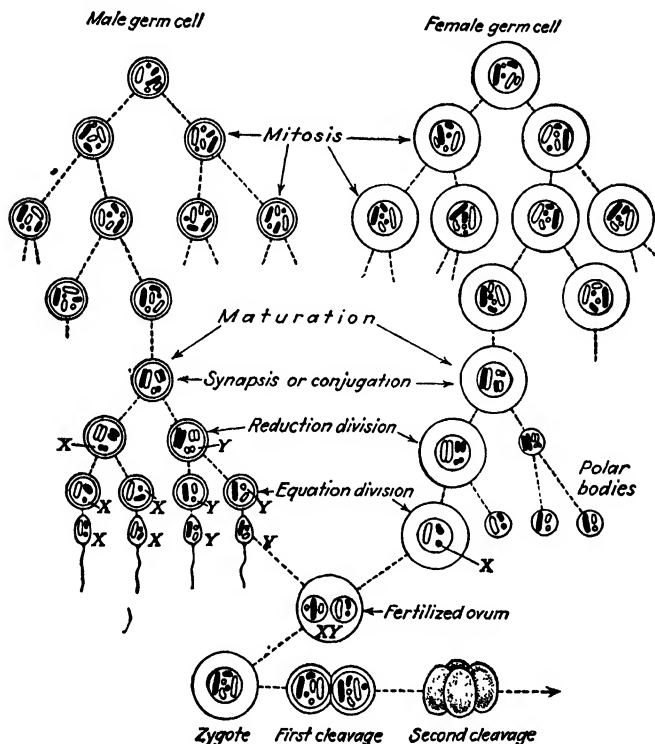 Male germ cell
Female germ cell
Mitosis
Maturation
Synapsis or conjugation
Reduction division
X
Y
Polar
bodies
Equation division
X
X
Y
Y
X
X
Y
Y
X
Fertilized ovum
XY
Zygote
First cleavage
Second cleavage